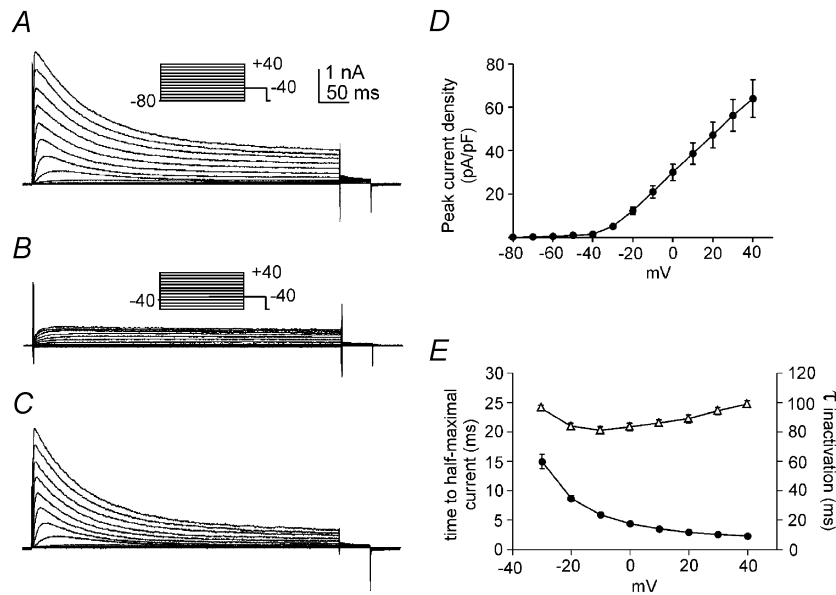 A
+40
-40
-80
1 nA
50 ms
B
+40
-40
-40
C
D
Peak current density
(pA/pF)
80
60
40
20
-80 -60 -40 -20 0 20 40
mV
E
time to half-maximal
current (ms)
30
25
20
15
10
5
0
-40 -20 0 20 40
mV
120
100
80
60
40
20
0
τ inactivation
(ms)